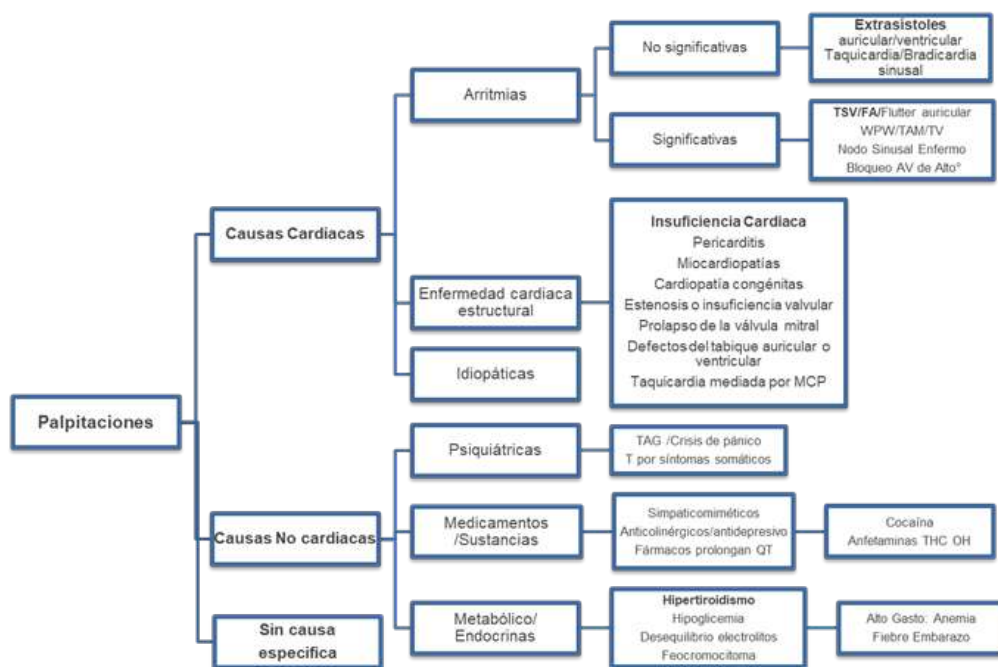 Palpitaciones
Causas Cardiacas
Arritmias
No significativas
Extrasistoles
auricular/ventricular
Taquicardia/Bradicardia
sinusal
Significativas
TSV/FA/Flutter auricular
WPW/TAM/TV
Nodo Sinusal Enfermo
Bloqueo AV de Alto°
Enfermedad cardiaca
estructural
Insuficiencia Cardiaca
Pericarditis
Miocardiopatías
Cardiopatía congénitas
Estenosis o insuficiencia valvular
Prolapso de la válvula mitral
Defectos del tabique auricular o
ventricular
Taquicardia mediada por MCP
Idiopáticas
Causas No cardiacas
Psiquiátricas
TAG /Crisis de pánico
T por síntomas somáticos
Medicamentos
/Sustancias
Simpaticomiméticos
Anticolinérgicos/antidepresivo
Fármacos prolongan QT
Cocaína
Anfetaminas THC OH
Metabólico/
Endocrinas
Hipertiroidismo
Hipoglicemia
Desequilibrio electrolitos
Feocromocitoma
Alto Gasto: Anemia
Fiebre Embarazo
Sin causa
especifica